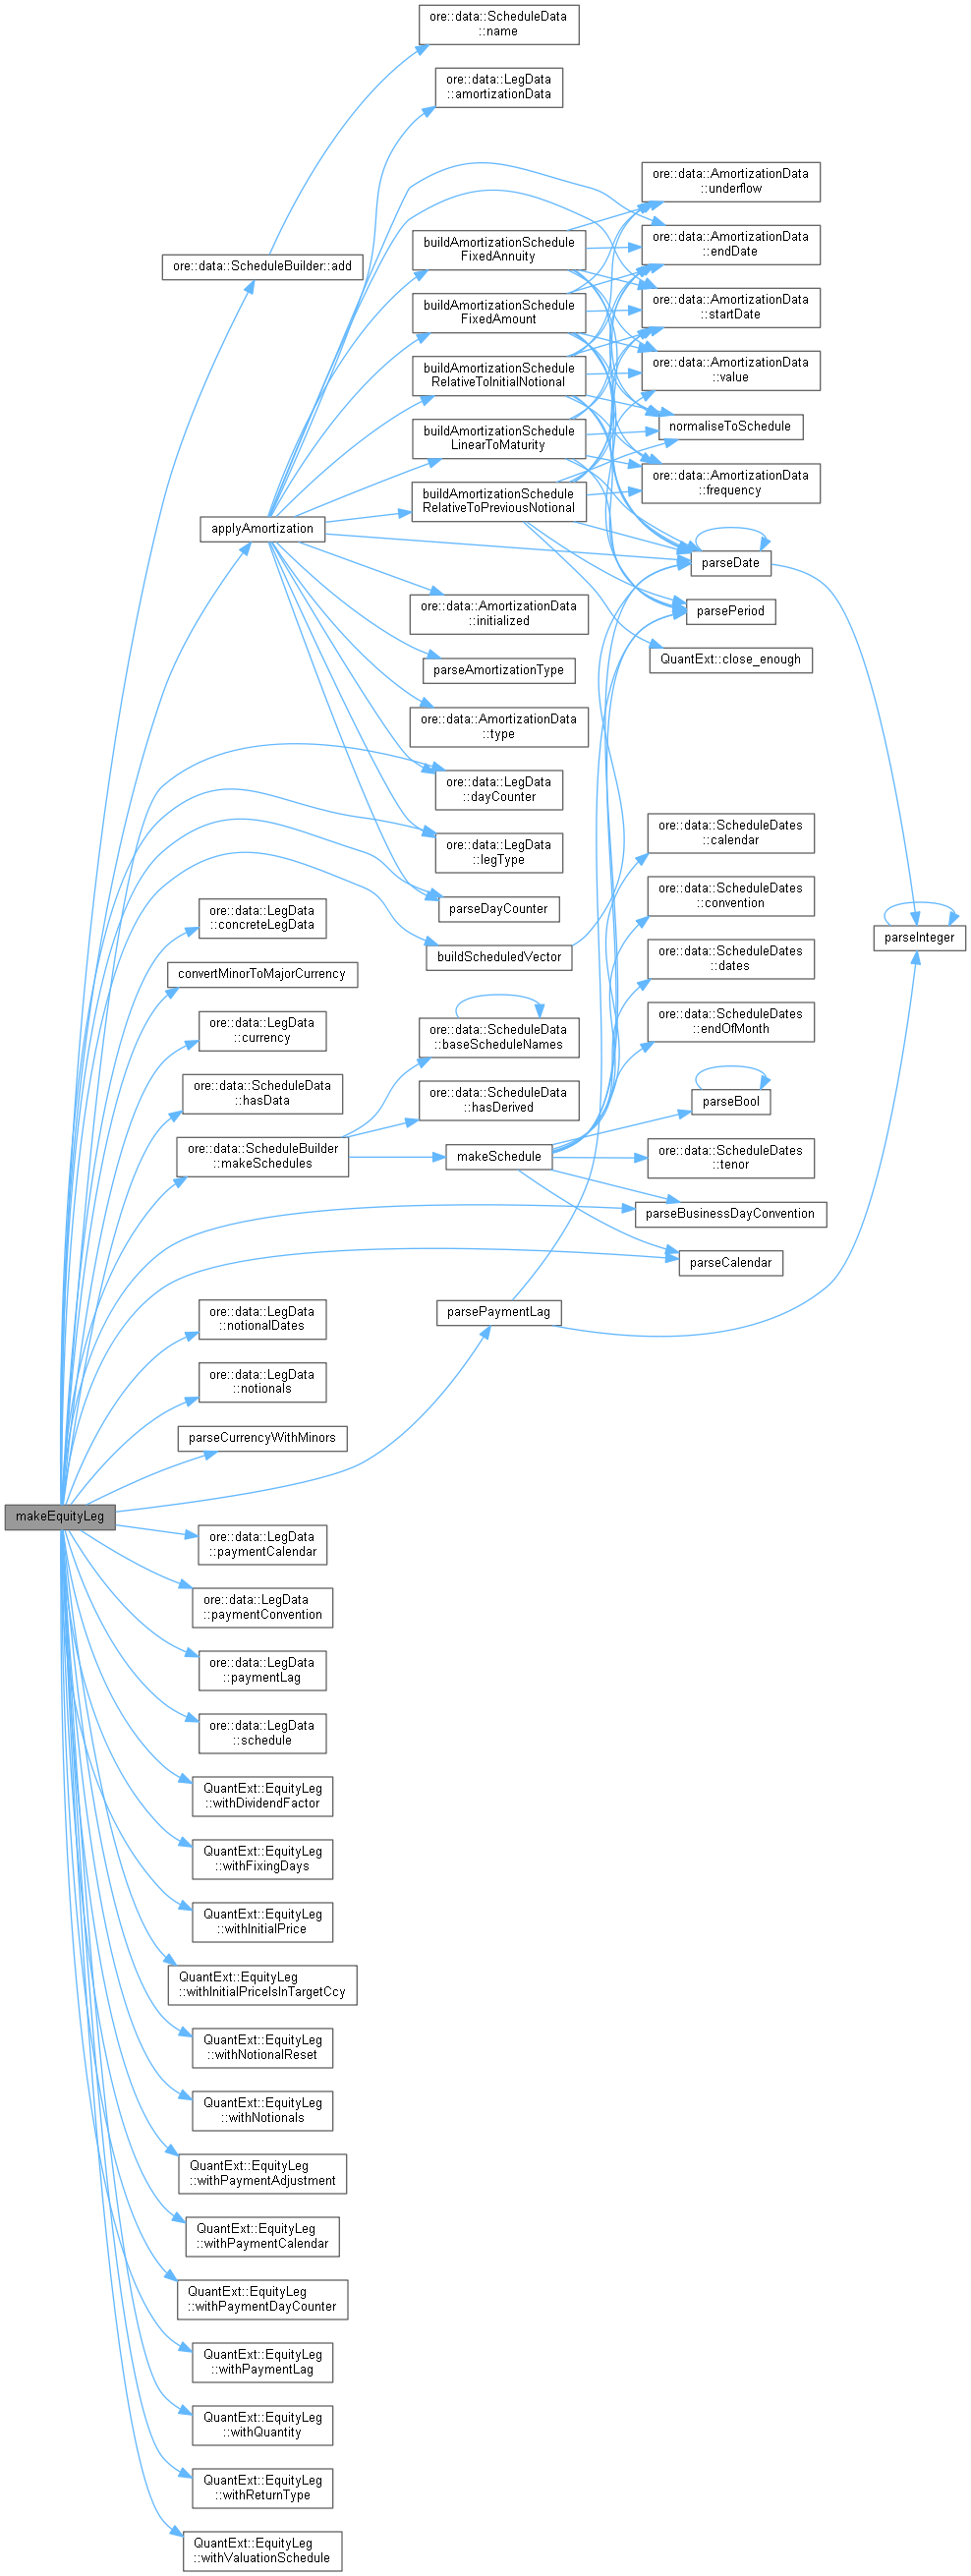 ore::data::ScheduleData
::name
ore::data::LegData
::amortizationData
ore::data::AmortizationData
::underflow
buildAmortizationSchedule
FixedAnnuity
ore::data::AmortizationData
::endDate
ore::data::ScheduleBuilder::add
buildAmortizationSchedule
FixedAmount
ore::data::AmortizationData
::startDate
buildAmortizationSchedule
RelativeToInitialNotional
ore::data::AmortizationData
::value
buildAmortizationSchedule
LinearToMaturity
normaliseToSchedule
buildAmortizationSchedule
RelativeToPreviousNotional
ore::data::AmortizationData
::frequency
applyAmortization
parseDate
ore::data::AmortizationData
::initialized
parsePeriod
parseAmortizationType
QuantExt::close_enough
ore::data::AmortizationData
::type
ore::data::LegData
::dayCounter
ore::data::LegData
::legType
ore::data::ScheduleDates
::calendar
parseDayCounter
ore::data::LegData
::concreteLegData
ore::data::ScheduleDates
::convention
parseInteger
buildScheduledVector
ore::data::ScheduleDates
::dates
convertMinorToMajorCurrency
ore::data::LegData
::currency
ore::data::ScheduleData
::baseScheduleNames
ore::data::ScheduleDates
::endOfMonth
ore::data::ScheduleData
::hasData
ore::data::ScheduleData
::hasDerived
parseBool
ore::data::ScheduleBuilder
::makeSchedules
makeSchedule
ore::data::ScheduleDates
::tenor
parseBusinessDayConvention
parseCalendar
ore::data::LegData
::notionalDates
parsePaymentLag
ore::data::LegData
::notionals
parseCurrencyWithMinors
makeEquityLeg
ore::data::LegData
::paymentCalendar
ore::data::LegData
::paymentConvention
ore::data::LegData
::paymentLag
ore::data::LegData
::schedule
QuantExt::EquityLeg
::withDividendFactor
QuantExt::EquityLeg
::withFixingDays
QuantExt::EquityLeg
::withInitialPrice
QuantExt::EquityLeg
::withInitialPriceIsInTargetCcy
QuantExt::EquityLeg
::withNotionalReset
QuantExt::EquityLeg
::withNotionals
QuantExt::EquityLeg
::withPaymentAdjustment
QuantExt::EquityLeg
::withPaymentCalendar
QuantExt::EquityLeg
::withPaymentDayCounter
QuantExt::EquityLeg
::withPaymentLag
QuantExt::EquityLeg
::withQuantity
QuantExt::EquityLeg
::withReturnType
QuantExt::EquityLeg
::withValuationSchedule